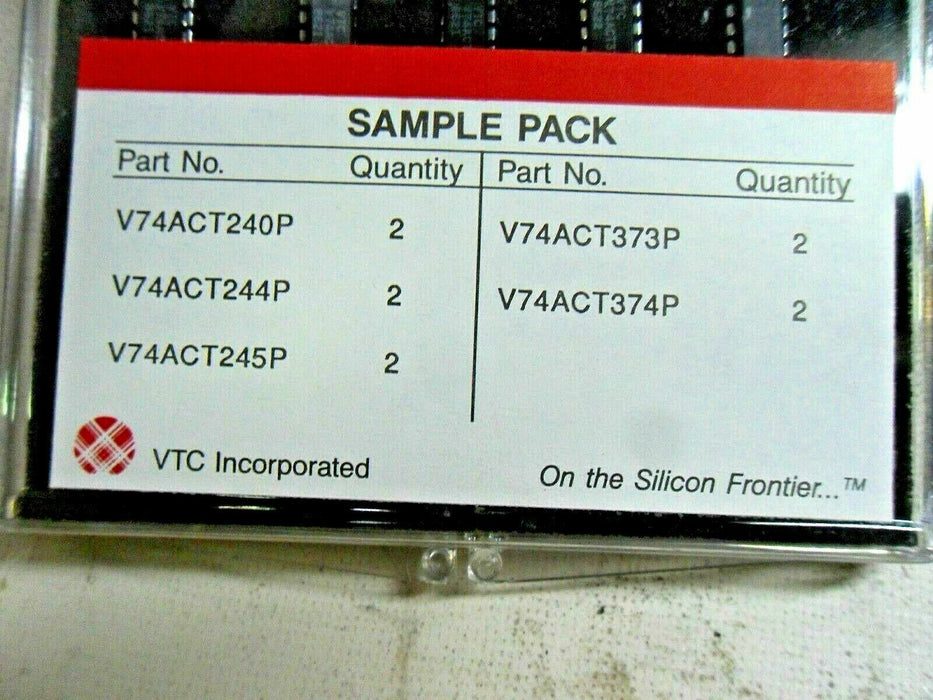 SAMPLE PACK
Part No. Quantity Part No. Quantity
V74ACT240P 2 V74ACT373P 2
V74ACT244P 2 V74ACT374P 2
V74ACT245P 2
VTC Incorporated On the Silicon Frontier...™